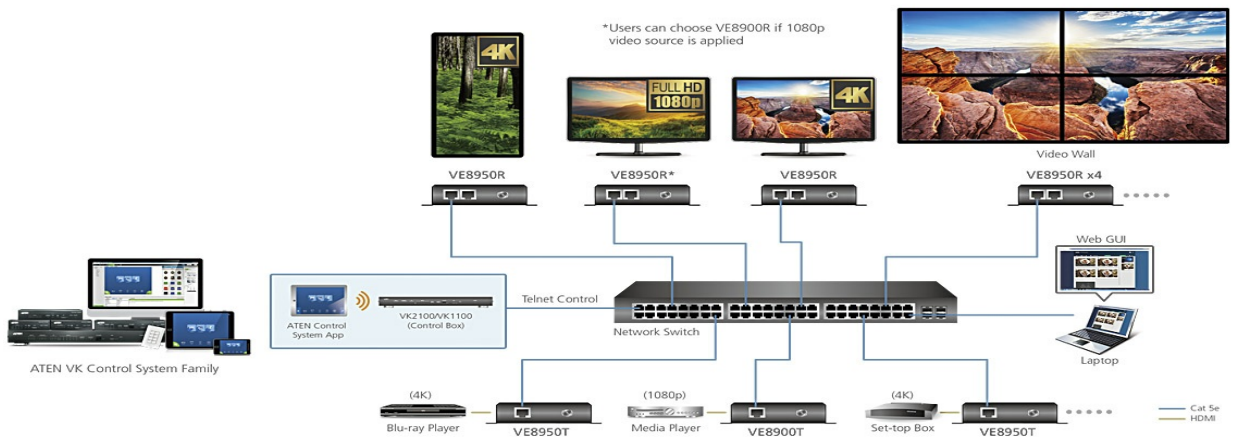 *Users can choose VE8900R if 1080p
video source is applied
4K
FULL HD
1080p
4K
Video Wall
VE8950R
VE8950R*
VE8950R
VE8950R x4
Web GUI
Telnet Control
ATEN Control
System App
VK2100/VK1100
(Control Box)
Network Switch
Laptop
ATEN VK Control System Family
(4K)
Blu-ray Player
VE8950T
(1080p)
Media Player
VE8900T
(4K)
Set-top Box
VE8950T
Cat 5e
HDMI